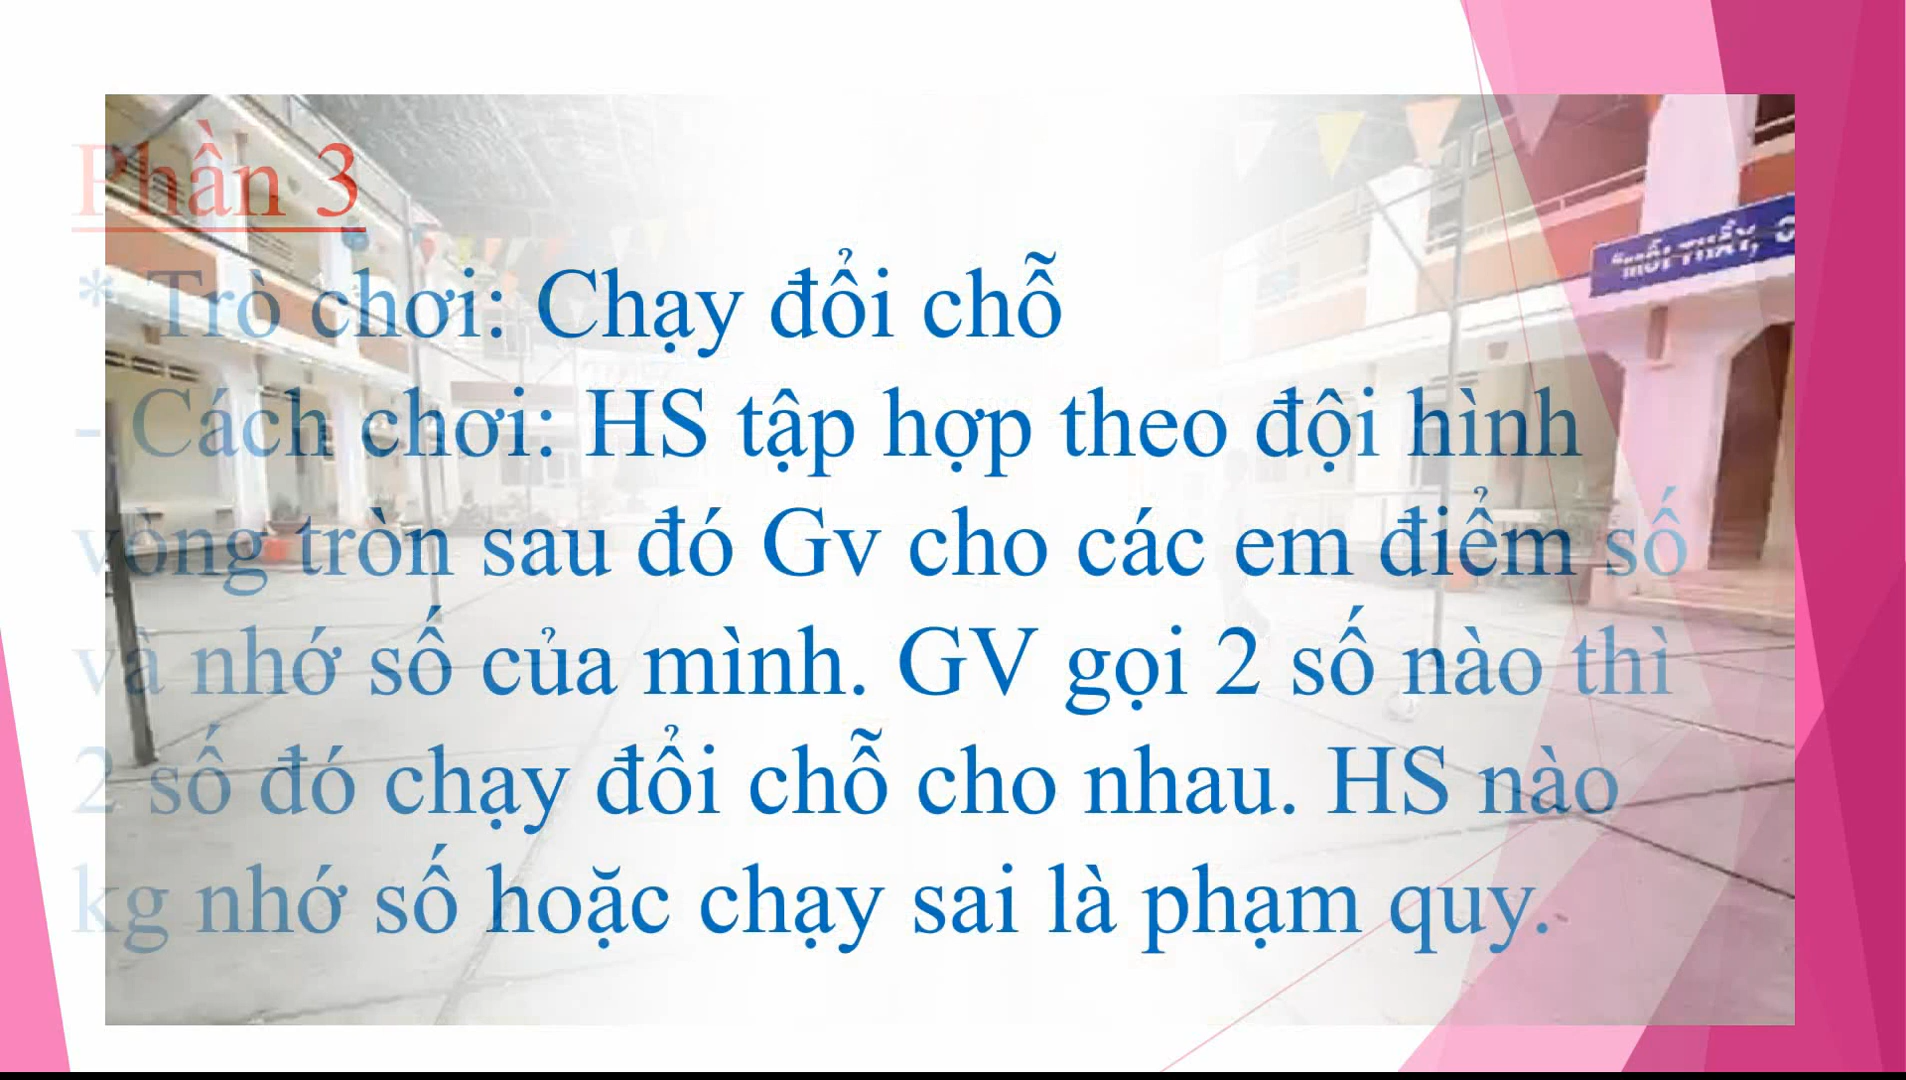 Phần 3
* Trò chơi: Chạy đổi chỗ
- Cách chơi: HS tập hợp theo đội hình
vòng tròn sau đó Gv cho các em điểm số
và nhớ số của mình. GV gọi 2 số nào thì
2 số đó chạy đổi chỗ cho nhau. HS nào
kg nhớ số hoặc chạy sai là phạm quy.
"MỖI THẦY, C